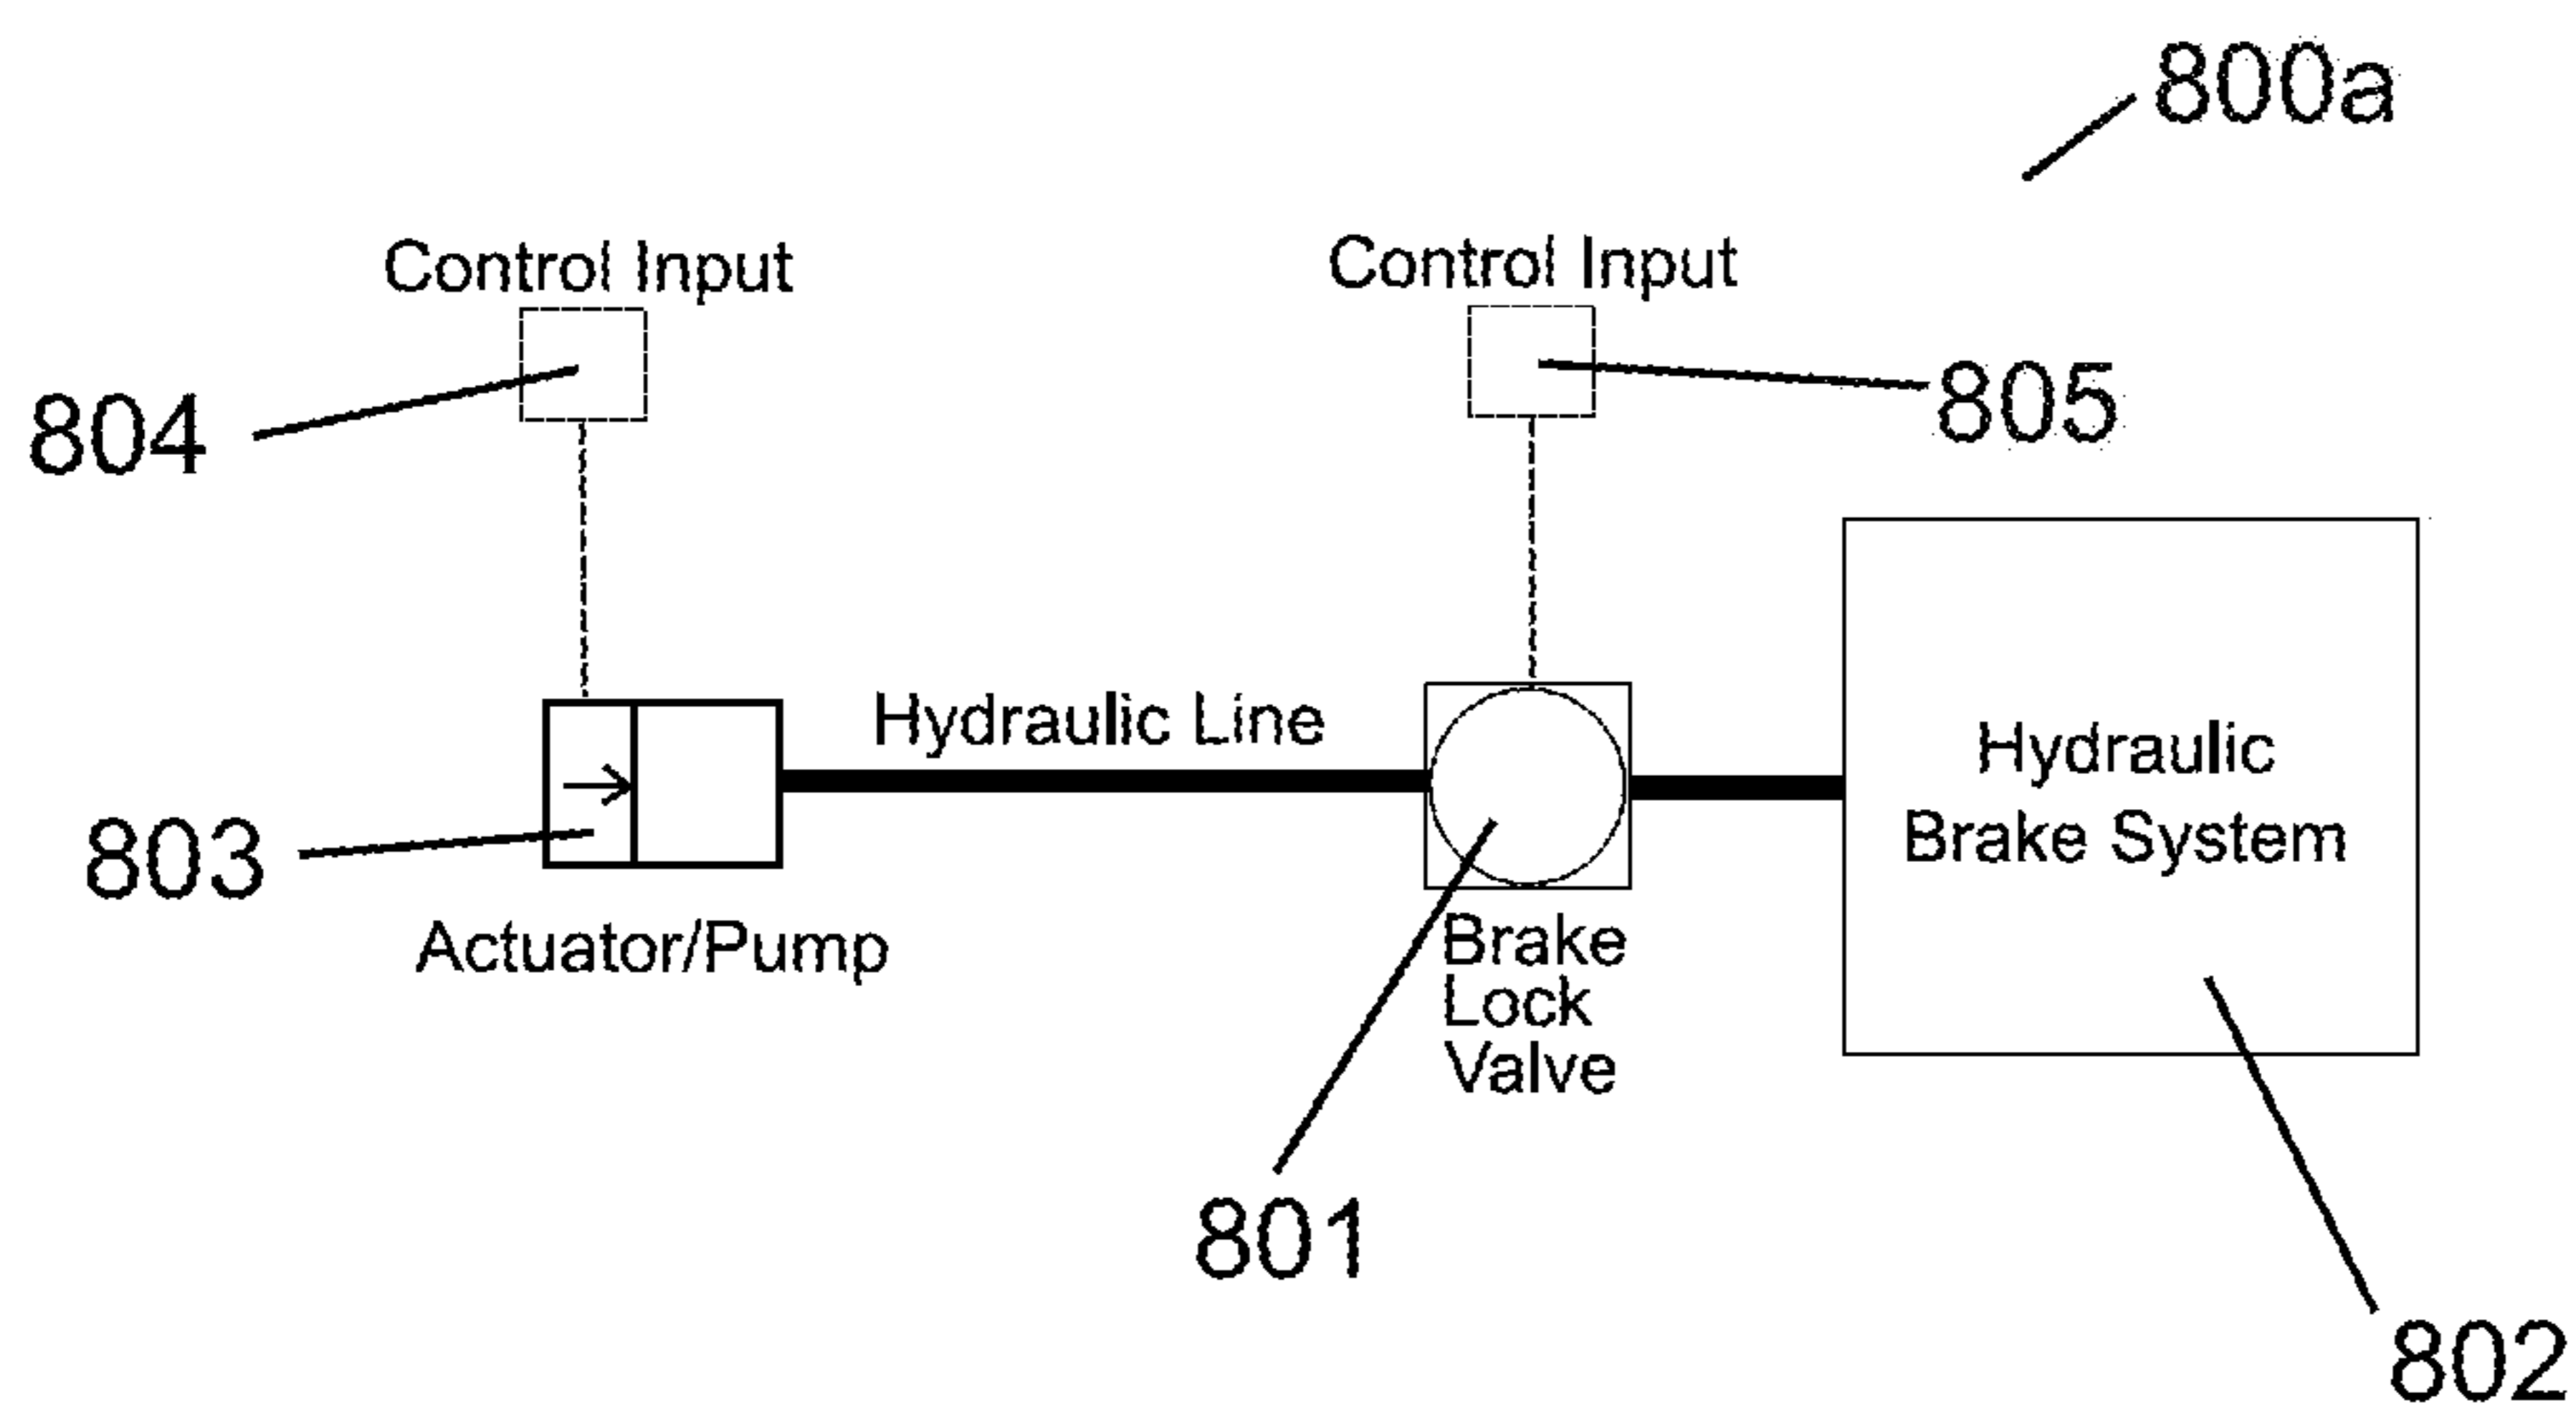 800a
Control Input
Control Input
804
805
Hydraulic Line
Hydraulic
Brake System
803
Actuator/Pump
Brake
Lock
Valve
801
802